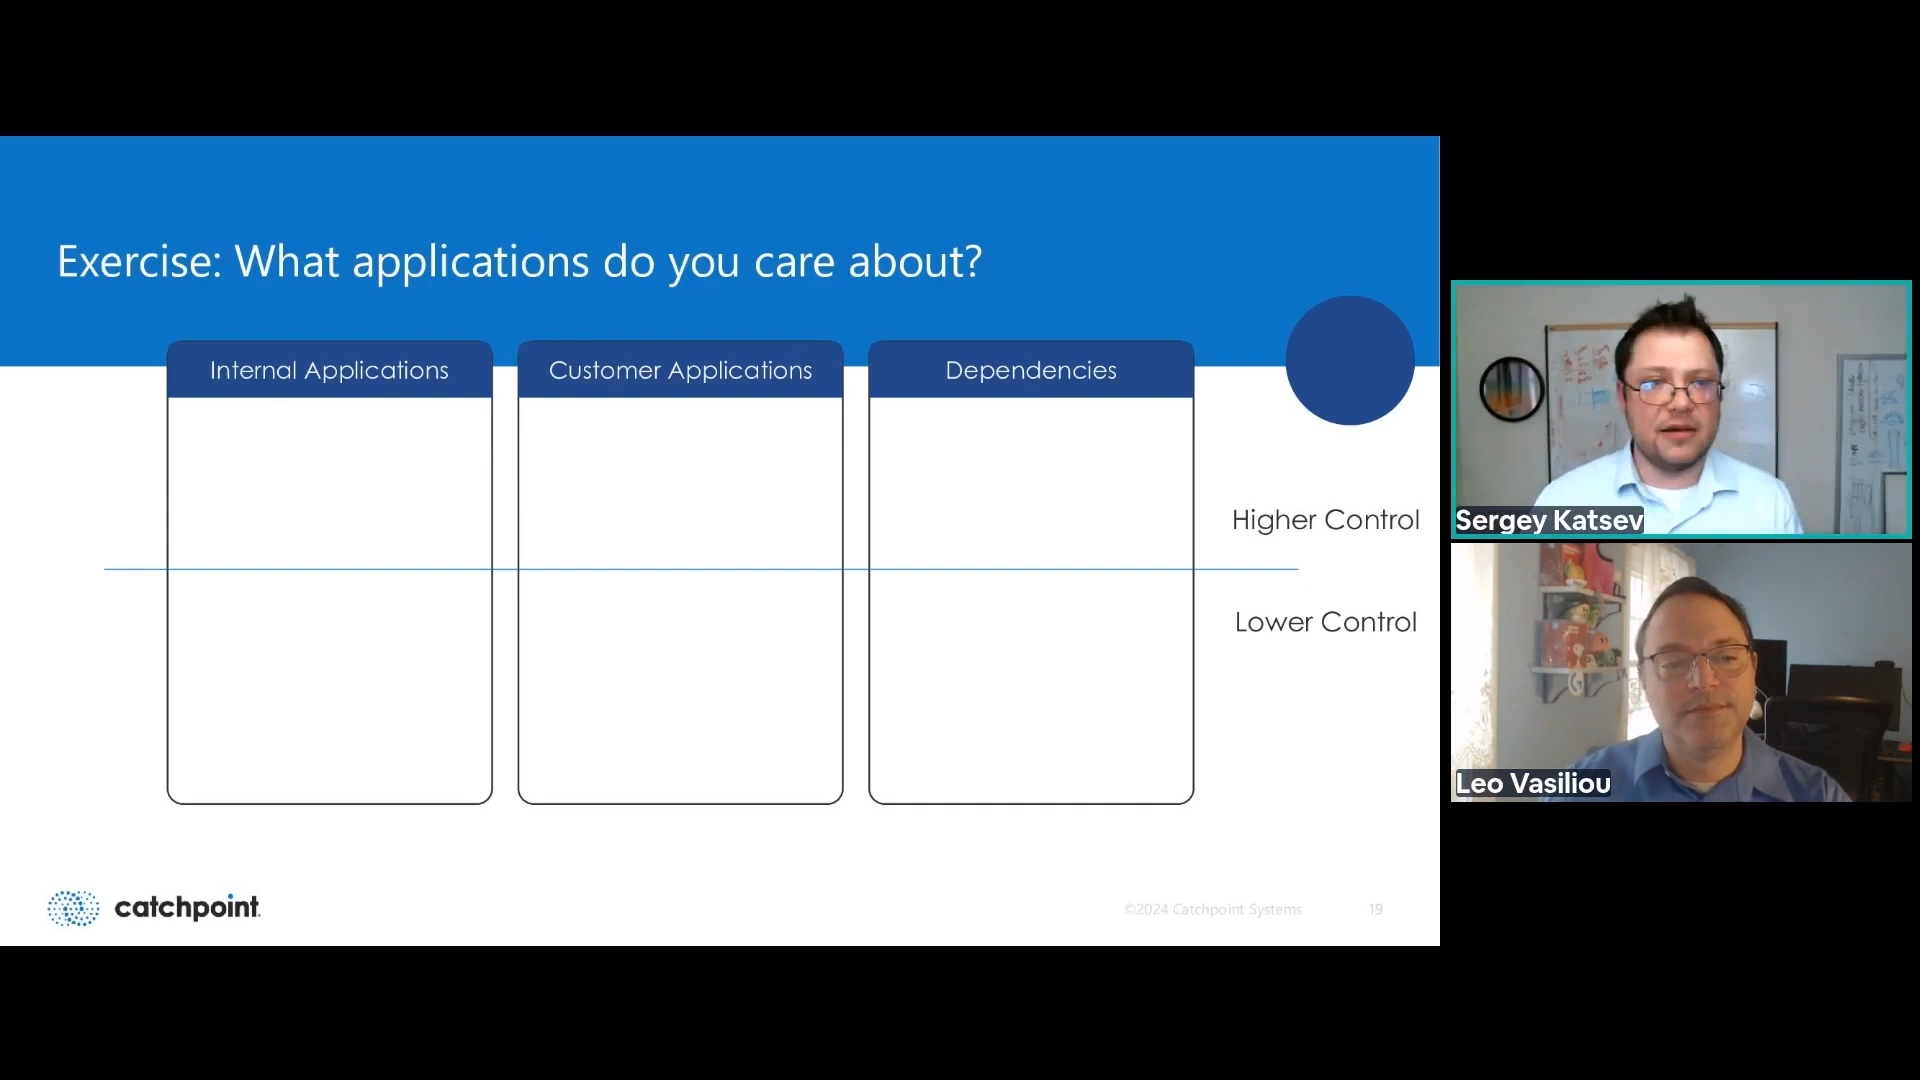 Exercise: What applications do you care about?
Internal Applications
Customer Applications
Dependencies
Higher Control
Lower Control
catchpoint.
©2024 Catchpoint Systems
19
Sergey Katsev
Leo Vasiliou